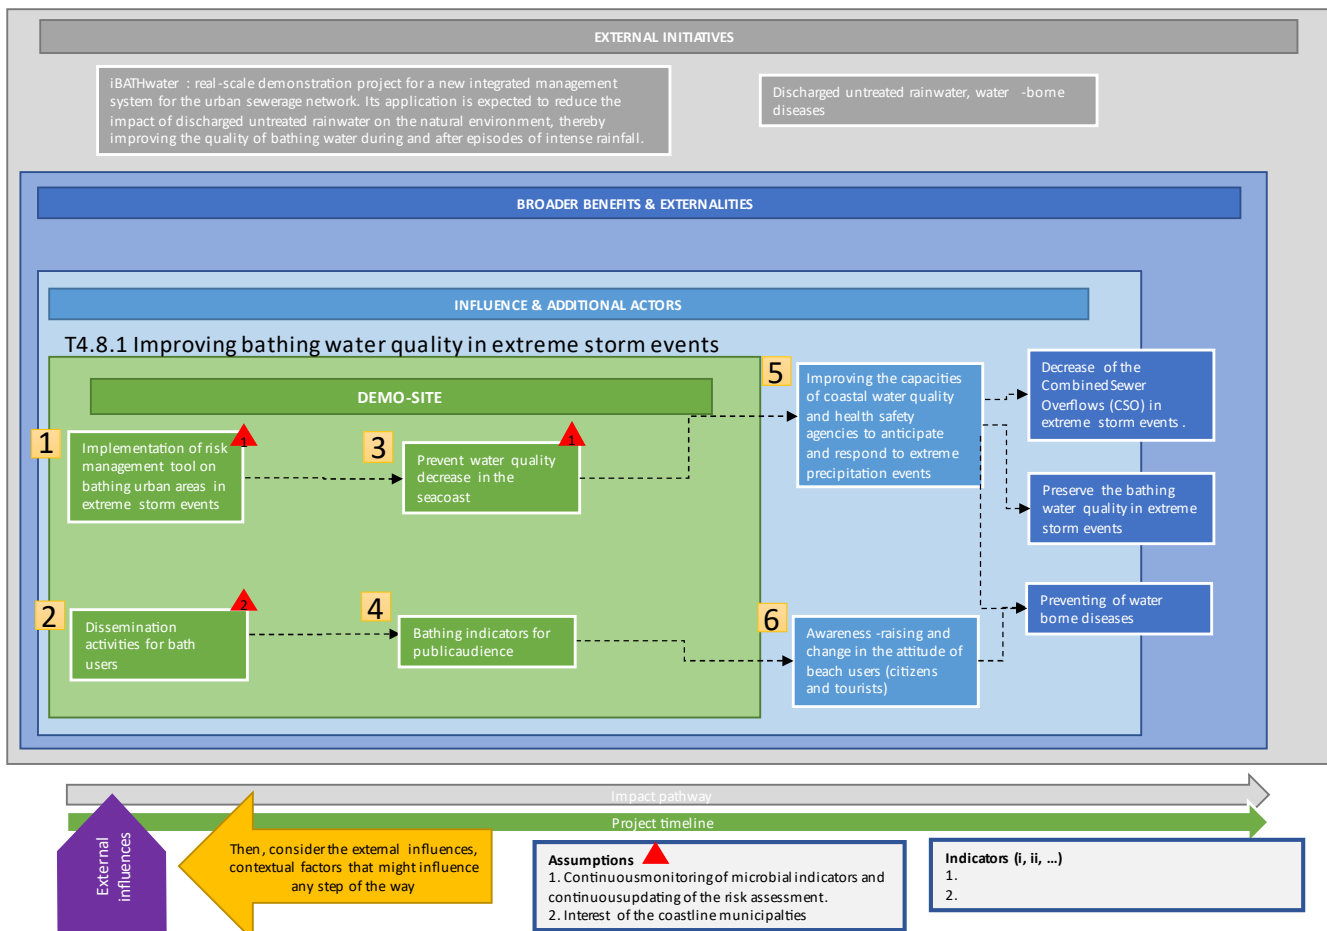 EXTERNAL INITIATIVES
iBATHwater : real-scale demonstration project for a new integrated management
system for the urban sewerage network. Its application is expected to reduce the
impact of discharged untreated rainwater on the natural environment, thereby
improving the quality of bathing water during and after episodes of intense rainfall.
Discharged untreated rainwater, water -borne
diseases
BROADER BENEFITS & EXTERNALITIES
INFLUENCE & ADDITIONAL ACTORS
T4.8.1 Improving bathing water quality in extreme storm events
DEMO-SITE
1
1
Implementation of risk
management tool on
bathing urban areas in
extreme storm events
3
1
Prevent water quality
decrease in the
seacoast
5
Improving the capacities
of coastal water quality
and health safety
agencies to anticipate
and respond to extreme
precipitation events
Decrease of the
CombinedSewer
Overflows (CSO) in
extreme storm events .
Preserve the bathing
water quality in extreme
storm events
2
2
Dissemination
activities for bath
users
4
Bathing indicators for
publicaudience
6
Awareness -raising and
change in the attitude of
beach users (citizens
and tourists)
Preventing of water
borne diseases
Impact pathway
Project timeline
External
influences
Then, consider the external influences,
contextual factors that might influence
any step of the way
Assumptions
1. Continuousmonitoring of microbial indicators and
continuousupdating of the risk assessment.
2. Interest of the coastline municipalties
Indicators (i, ii, ...)
1.
2.